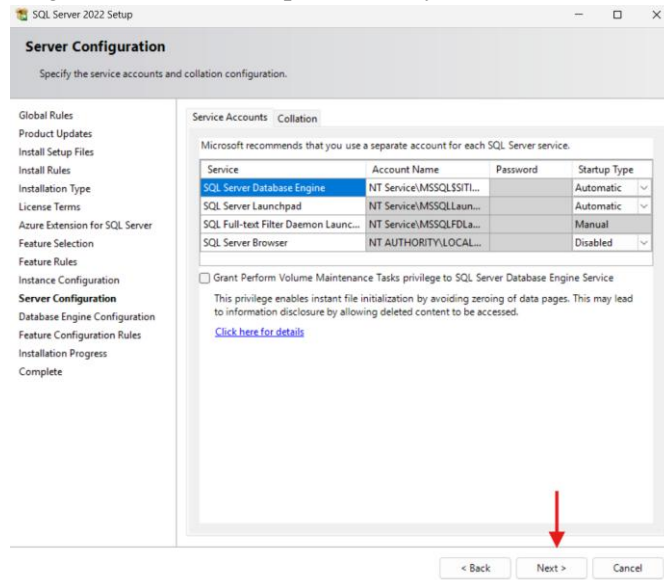 SQL Server 2022 Setup
Server Configuration
Specify the service accounts and collation configuration.
Global Rules
Product Updates
Install Setup Files
Install Rules
Installation Type
License Terms
Azure Extension for SQL Server
Feature Selection
Feature Rules
Instance Configuration
Server Configuration
Database Engine Configuration
Feature Configuration Rules
Installation Progress
Complete
Service Accounts Collation
Microsoft recommends that you use a separate account for each SQL Server service.
Service Account Name Password Startup Type
SQL Server Database Engine NT Service\MSSQL$SITI... Automatic
SQL Server Launchpad NT Service\MSSQLLaun... Automatic
SQL Full-text Filter Daemon Launc... NT Service\MSSQLFDLa... Manual
SQL Server Browser NT AUTHORITY\LOCAL... Disabled
Grant Perform Volume Maintenance Tasks privilege to SQL Server Database Engine Service
This privilege enables instant file initialization by avoiding zeroing of data pages. This may lead
to information disclosure by allowing deleted content to be accessed.
Click here for details
< Back Next > Cancel